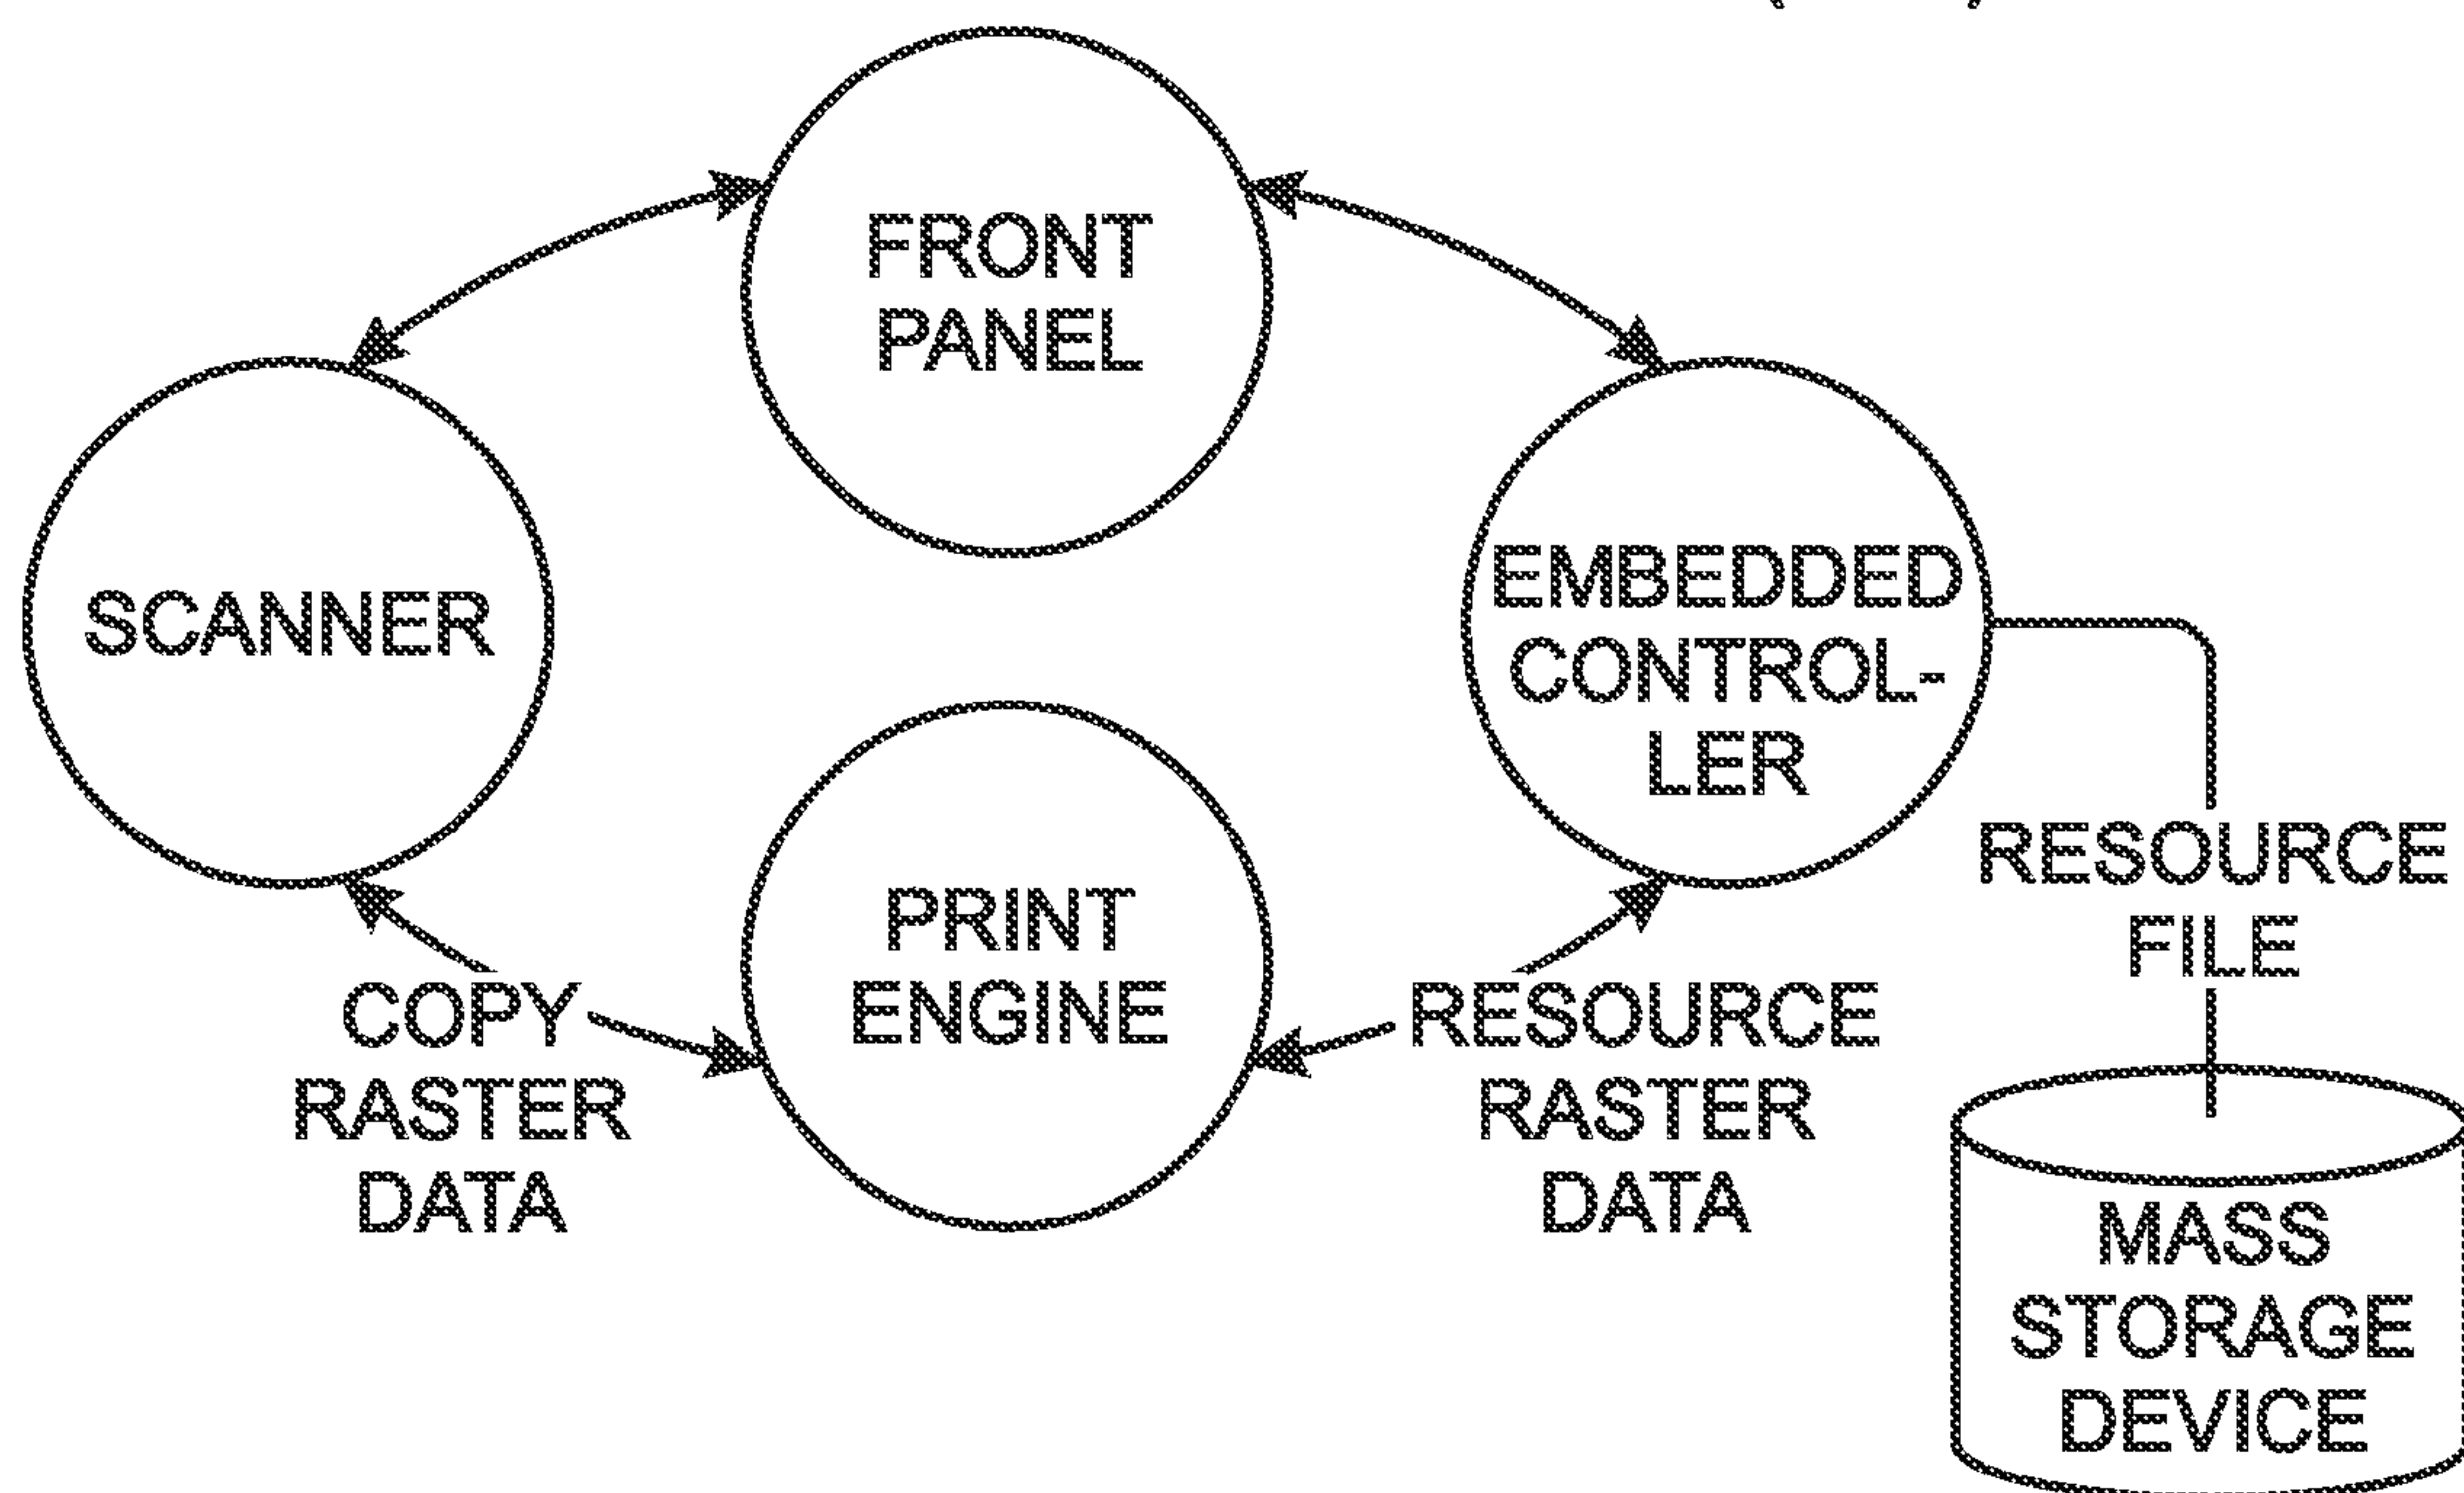 FRONT
PANEL
SCANNER
EMBEDDED
CONTROL-
LER
PRINT
ENGINE
RESOURCE
FILE
COPY
RASTER
DATA
RESOURCE
RASTER
DATA
MASS
STORAGE
DEVICE